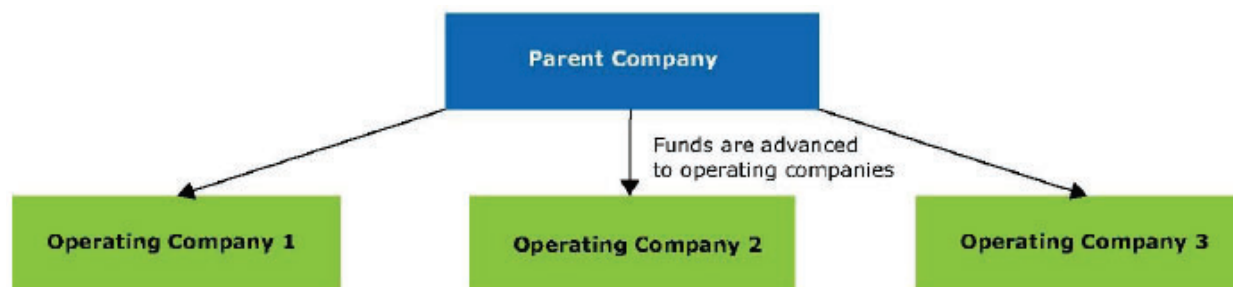 Parent Company
Funds are advanced
to operating companies
Operating Company 1
Operating Company 2
Operating Company 3